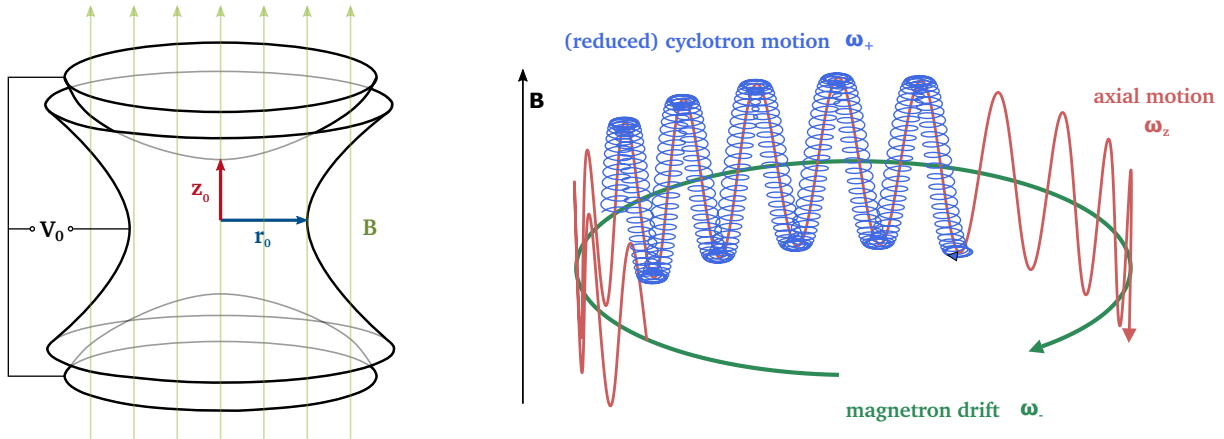 z₀
r₀
V₀
B
(reduced) cyclotron motion ω₊
B
axial motion
ω_z
magnetron drift ω₋